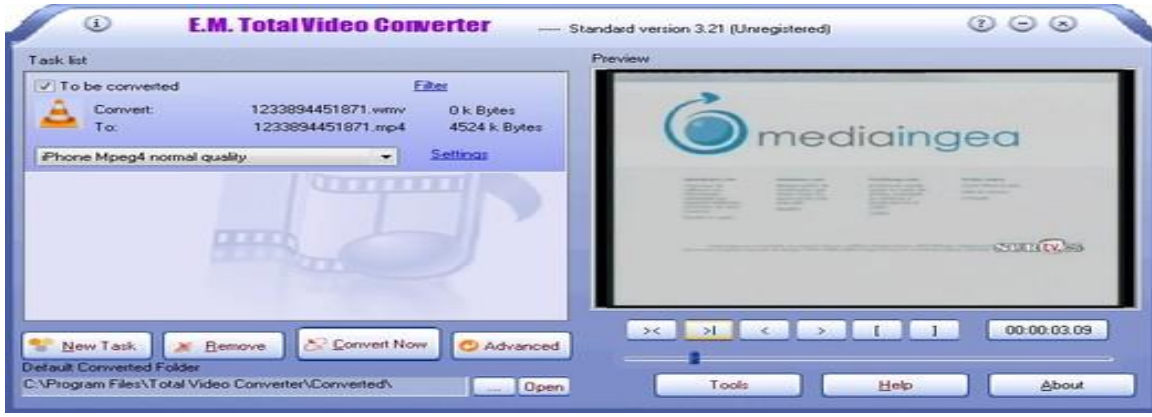 E.M. Total Video Converter ---- Standard version 3.21 (Unregistered)
Task list
Preview
To be converted
Filter
Convert: 1233894451871.wmv 0 k Bytes
To: 1233894451871.mp4 4524 k Bytes
iPhone Mpeg4 normal quality
Settings
mediaingea
>< >| < > [ ] 00:00:03.09
New Task Remove Convert Now Advanced
Default Converted Folder
C:\Program Files\Total Video Converter\Converted\ ... Open
Tools Help About